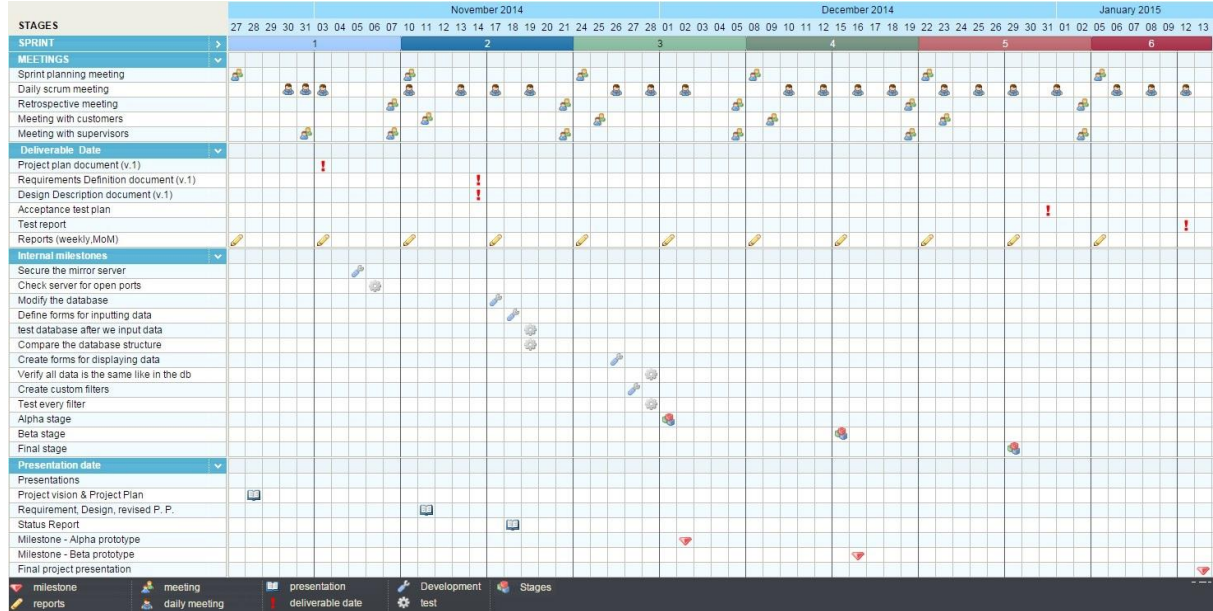 November 2014 December 2014 January 2015
STAGES 27 28 29 30 31 03 04 05 06 07 10 11 12 13 14 17 18 19 20 21 24 25 26 27 28 01 02 03 04 05 08 09 10 11 12 15 16 17 18 19 22 23 24 25 26 29 30 31 01 02 05 06 07 08 09 12 13
SPRINT 1 2 3 4 5 6
MEETINGS
Sprint planning meeting
Daily scrum meeting
Retrospective meeting
Meeting with customers
Meeting with supervisors
Deliverable Date
Project plan document (v.1)
Requirements Definition document (v.1)
Design Description document (v.1)
Acceptance test plan
Test report
Reports (weekly,MoM)
Internal milestones
Secure the mirror server
Check server for open ports
Modify the database
Define forms for inputting data
test database after we input data
Compare the database structure
Create forms for displaying data
Verify all data is the same like in the db
Create custom filters
Test every filter
Alpha stage
Beta stage
Final stage
Presentation date
Presentations
Project vision & Project Plan
Requirement, Design, revised P. P.
Status Report
Milestone - Alpha prototype
Milestone - Beta prototype
Final project presentation
milestone meeting presentation Development Stages
reports daily meeting deliverable date test